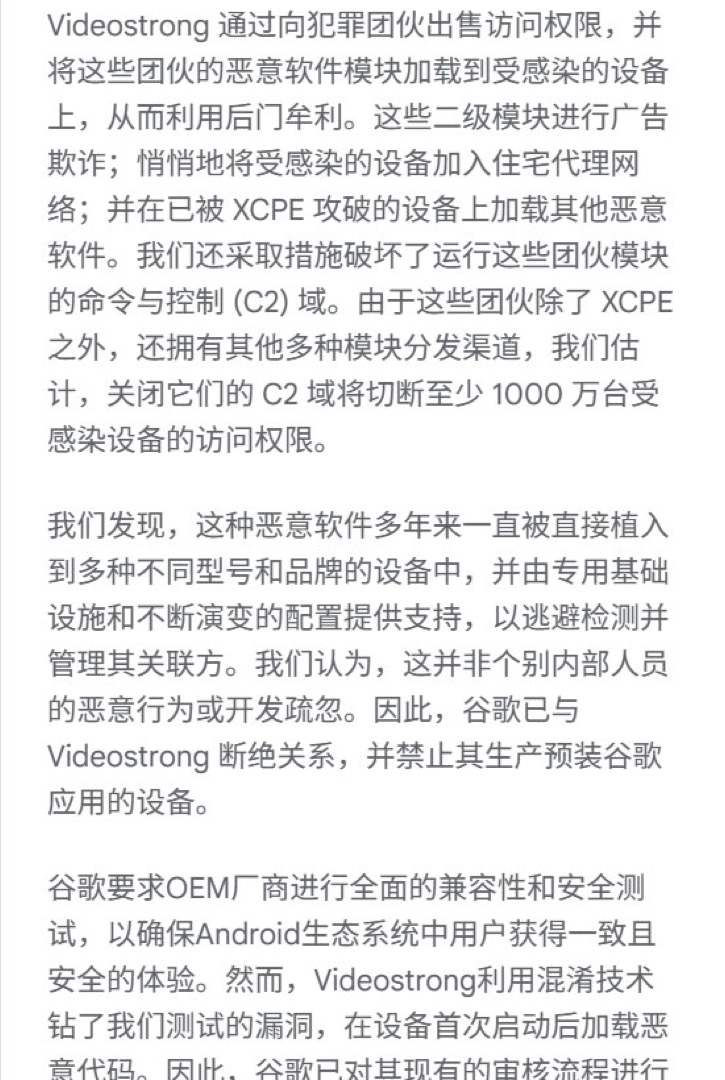 Videostrong 通过向犯罪团伙出售访问权限，并
将这些团伙的恶意软件模块加载到受感染的设备
上，从而利用后门牟利。这些二级模块进行广告
欺诈；悄悄地将受感染的设备加入住宅代理网
络；并在已被 XCPE 攻破的设备上加载其他恶意
软件。我们还采取措施破坏了运行这些团伙模块
的命令与控制 (C2) 域。由于这些团伙除了 XCPE
之外，还拥有其他多种模块分发渠道，我们估
计，关闭它们的 C2 域将切断至少 1000 万台受
感染设备的访问权限。
我们发现，这种恶意软件多年来一直被直接植入
到多种不同型号和品牌的设备中，并由专用基础
设施和不断演变的配置提供支持，以逃避检测并
管理其关联方。我们认为，这并非个别内部人员
的恶意行为或开发疏忽。因此，谷歌已与
Videostrong 断绝关系，并禁止其生产预装谷歌
应用的设备。
谷歌要求OEM厂商进行全面的兼容性和安全测
试，以确保Android生态系统中用户获得一致且
安全的体验。然而，Videostrong利用混淆技术
钻了我们测试的漏洞，在设备首次启动后加载恶
意代码。因此，谷歌已对其现有的审核流程进行